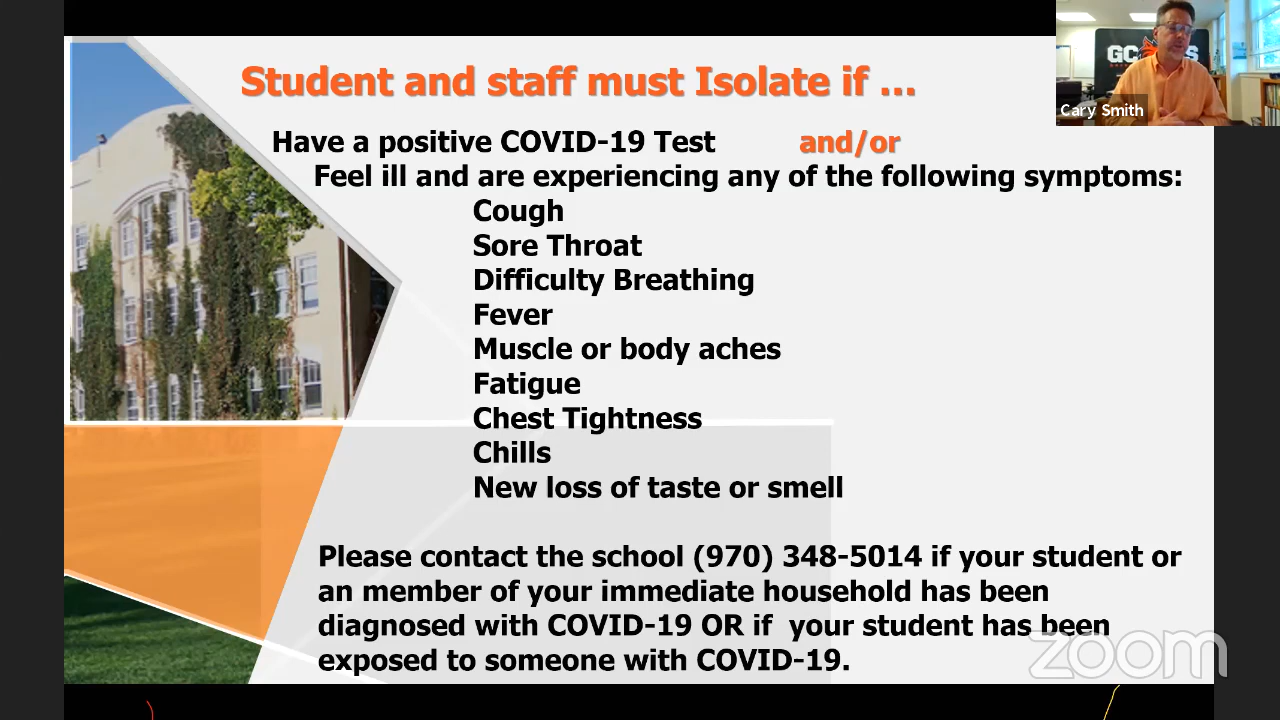 Student and staff must Isolate if ...
Have a positive COVID-19 Test and/or
Feel ill and are experiencing any of the following symptoms:
Cough
Sore Throat
Difficulty Breathing
Fever
Muscle or body aches
Fatigue
Chest Tightness
Chills
New loss of taste or smell
Please contact the school (970) 348-5014 if your student or
an member of your immediate household has been
diagnosed with COVID-19 OR if your student has been
exposed to someone with COVID-19.
Cary Smith
zoom